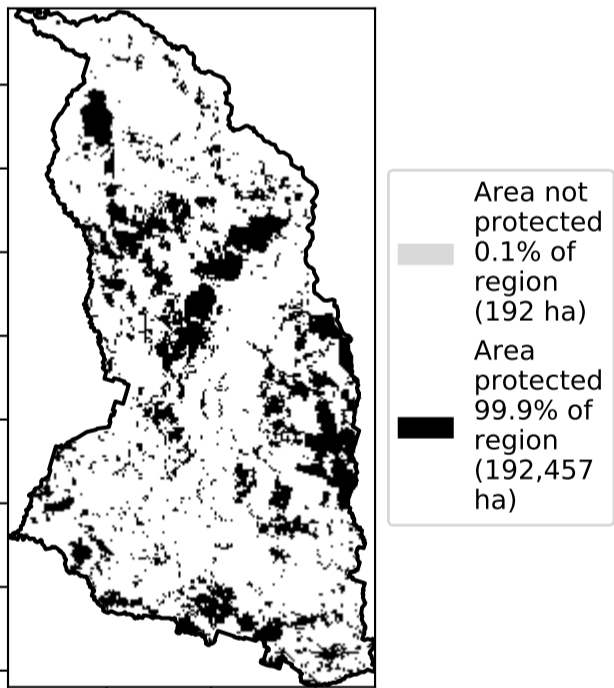 Area not
protected
0.1% of
region
(192 ha)
Area
protected
99.9% of
region
(192,457
ha)